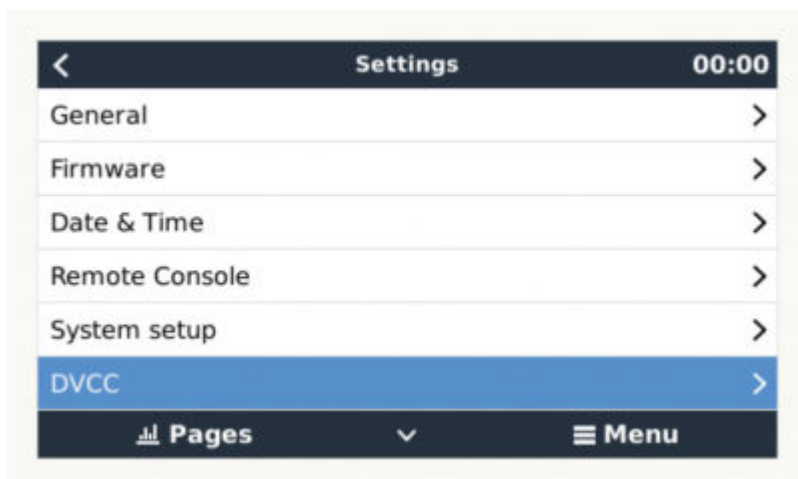 Settings 00:00
General
Firmware
Date & Time
Remote Console
System setup
DVCC
Pages Menu